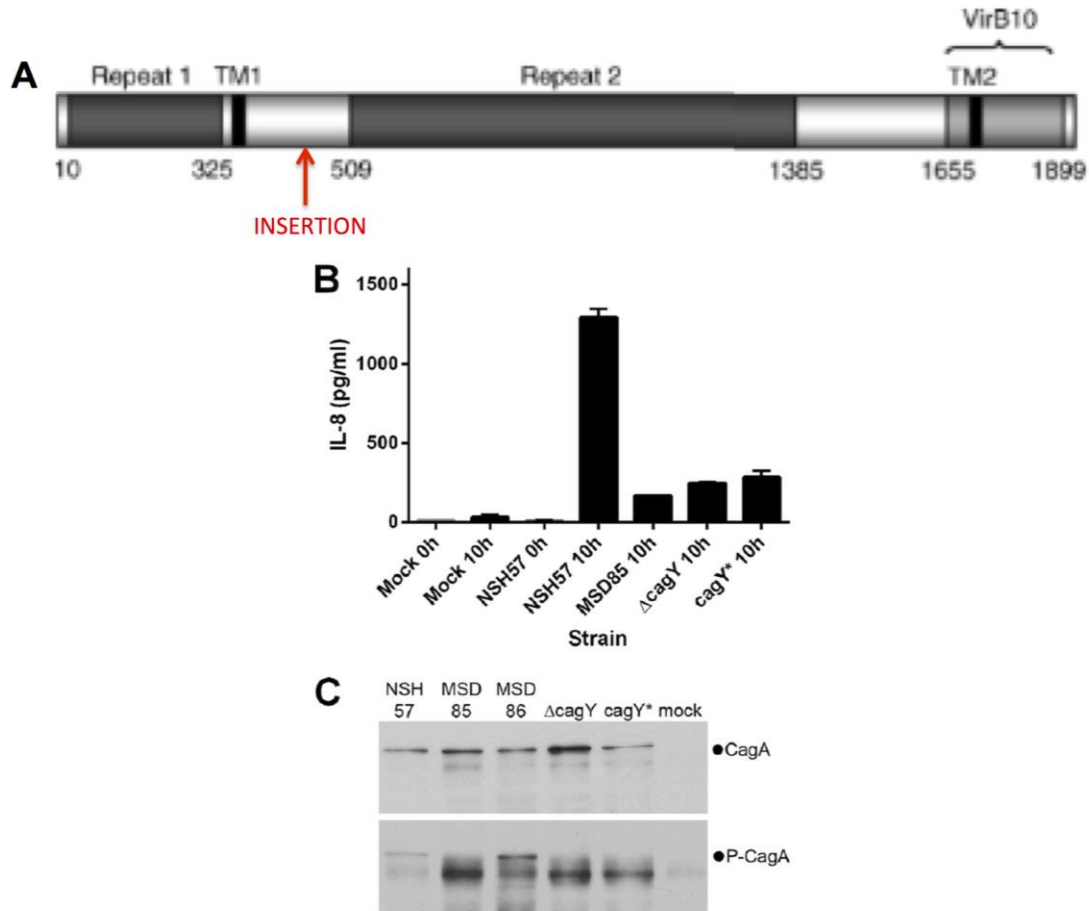 A
VirB10
Repeat 1 TM1 Repeat 2 TM2
10 325 509 1385 1655 1899
INSERTION
B
IL-8 (pg/ml)
1500
1000
500
0
Mock 0h
Mock 10h
NSH57 0h
NSH57 10h
MSD85 10h
ΔcagY 10h
cagY* 10h
Strain
C
NSH MSD MSD
57 85 86 ΔcagY cagY* mock
●CagA
●P-CagA